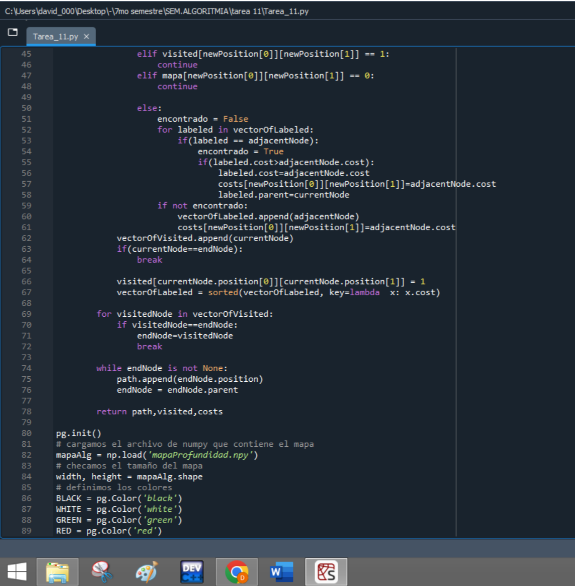 C:\Users\david_000\Desktop\-\7mo semestre\SEM.ALGORITMIA\tarea 11\Tarea_11.py
Tarea_11.py ×
45 elif visited[newPosition[0]][newPosition[1]] == 1:
46 continue
47 elif mapa[newPosition[0]][newPosition[1]] == 0:
48 continue
49
50 else:
51 encontrado = False
52 for labeled in vectorOfLabeled:
53 if(labeled == adjacentNode):
54 encontrado = True
55 if(labeled.cost>adjacentNode.cost):
56 labeled.cost=adjacentNode.cost
57 costs[newPosition[0]][newPosition[1]]=adjacentNode.cost
58 labeled.parent=currentNode
59 if not encontrado:
60 vectorOfLabeled.append(adjacentNode)
61 costs[newPosition[0]][newPosition[1]]=adjacentNode.cost
62 vectorOfVisited.append(currentNode)
63 if(currentNode==endNode):
64 break
65
66 visited[currentNode.position[0]][currentNode.position[1]] = 1
67 vectorOfLabeled = sorted(vectorOfLabeled, key=lambda x: x.cost)
68
69 for visitedNode in vectorOfVisited:
70 if visitedNode==endNode:
71 endNode=visitedNode
72 break
73
74 while endNode is not None:
75 path.append(endNode.position)
76 endNode = endNode.parent
77
78 return path,visited,costs
79
80 pg.init()
81 # cargamos el archivo de numpy que contiene el mapa
82 mapaAlg = np.load('mapaProfundidad.npy')
83 # checamos el tamaño del mapa
84 width, height = mapaAlg.shape
85 # definimos los colores
86 BLACK = pg.Color('black')
87 WHITE = pg.Color('white')
88 GREEN = pg.Color('green')
89 RED = pg.Color('red')
DEV